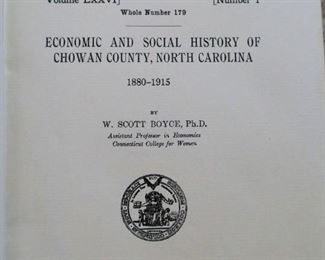 Volume LXXVI] [Number 1
Whole Number 179
ECONOMIC AND SOCIAL HISTORY OF
CHOWAN COUNTY, NORTH CAROLINA
1880-1915
BY
W. SCOTT BOYCE, Ph.D.
Assistant Professor in Economics
Connecticut College for Women